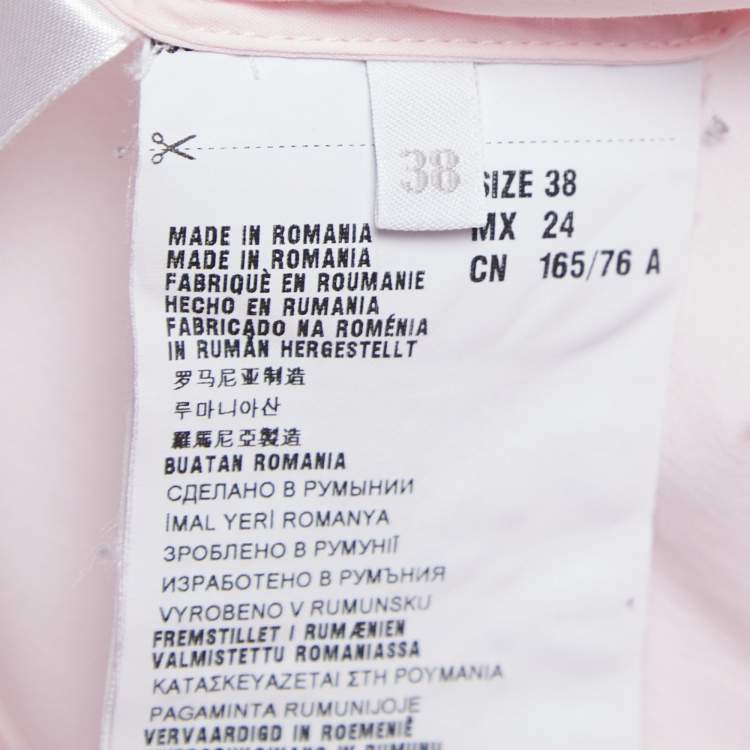 38
SIZE 38
MX 24
CN 165/76 A
MADE IN ROMANIA
MADE IN ROMANIA
FABRIQUÈ EN ROUMANIE
HECHO EN RUMANIA
FABRICADO NA ROMÉNIA
IN RUMÄN HERGESTELLT
罗马尼亚制造
루마니아산
羅馬尼亞製造
BUATAN ROMANIA
СДЕЛАНО В РУМЫНИИ
İMAL YERİ ROMANYA
ЗРОБЛЕНО В РУМУНІЇ
ИЗРАБОТЕНО В РУМЪНИЯ
VYROBENO V RUMUNSKU
FREMSTILLET I RUMÆNIEN
VALMISTETTU ROMANIASSA
ΚΑΤΑΣΚΕΥΑΖΕΤΑΙ ΣΤΗ ΡΟΥΜΑΝΙΑ
PAGAMINTA RUMUNIJOJE
VERVAARDIGD IN ROEMENIË